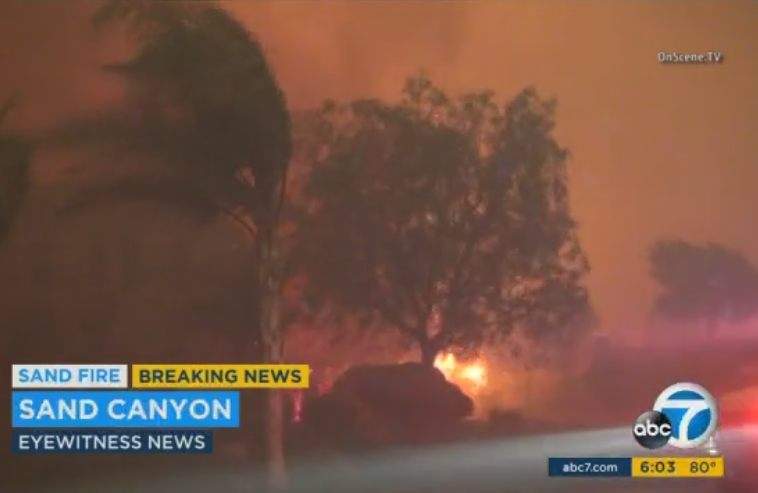 OnScene.TV
SAND FIRE BREAKING NEWS
SAND CANYON
EYEWITNESS NEWS
abc 7
abc7.com 6:03 80°